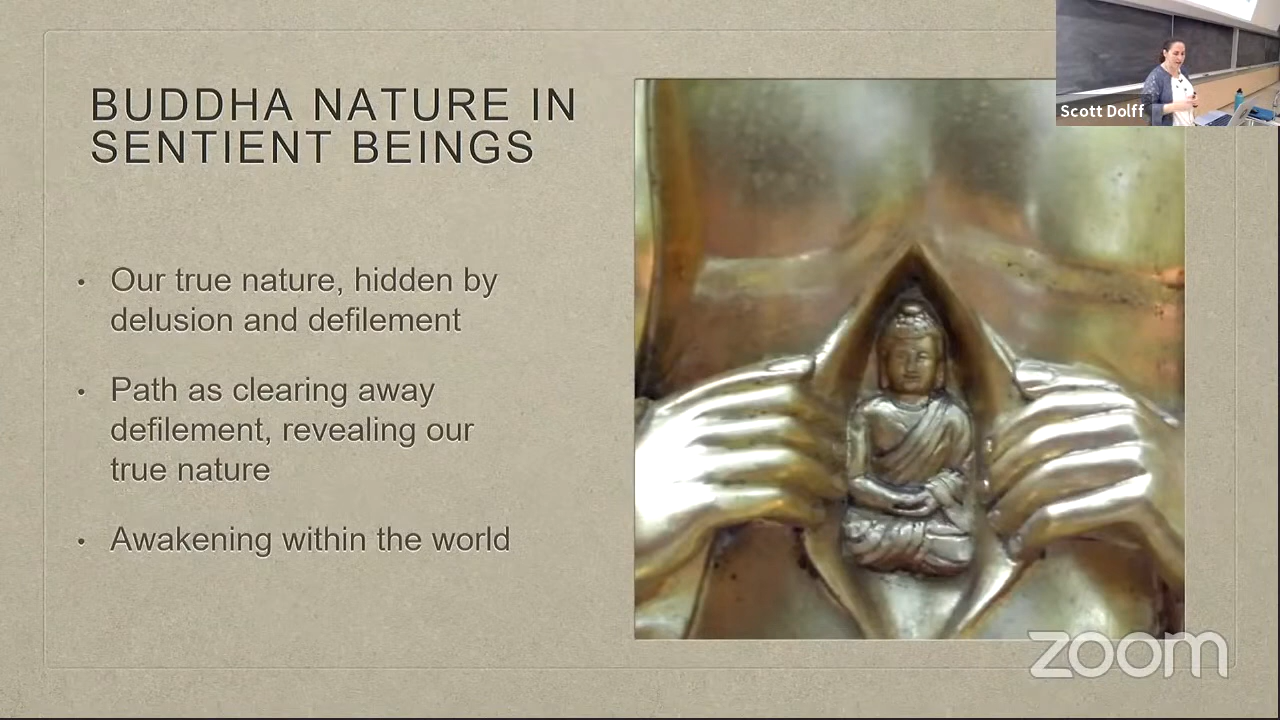 BUDDHA NATURE IN
SENTIENT BEINGS
• Our true nature, hidden by
delusion and defilement
• Path as clearing away
defilement, revealing our
true nature
• Awakening within the world
Scott Dolff
zoom